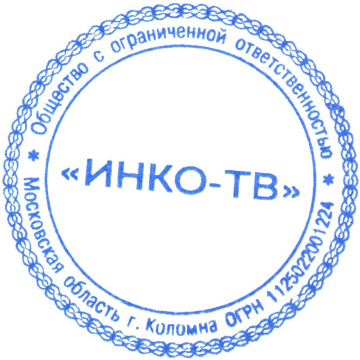 Общество с ограниченной ответственностью
«ИНКО-ТВ»
* Московская область г. Коломна ОГРН 1125022001224 *